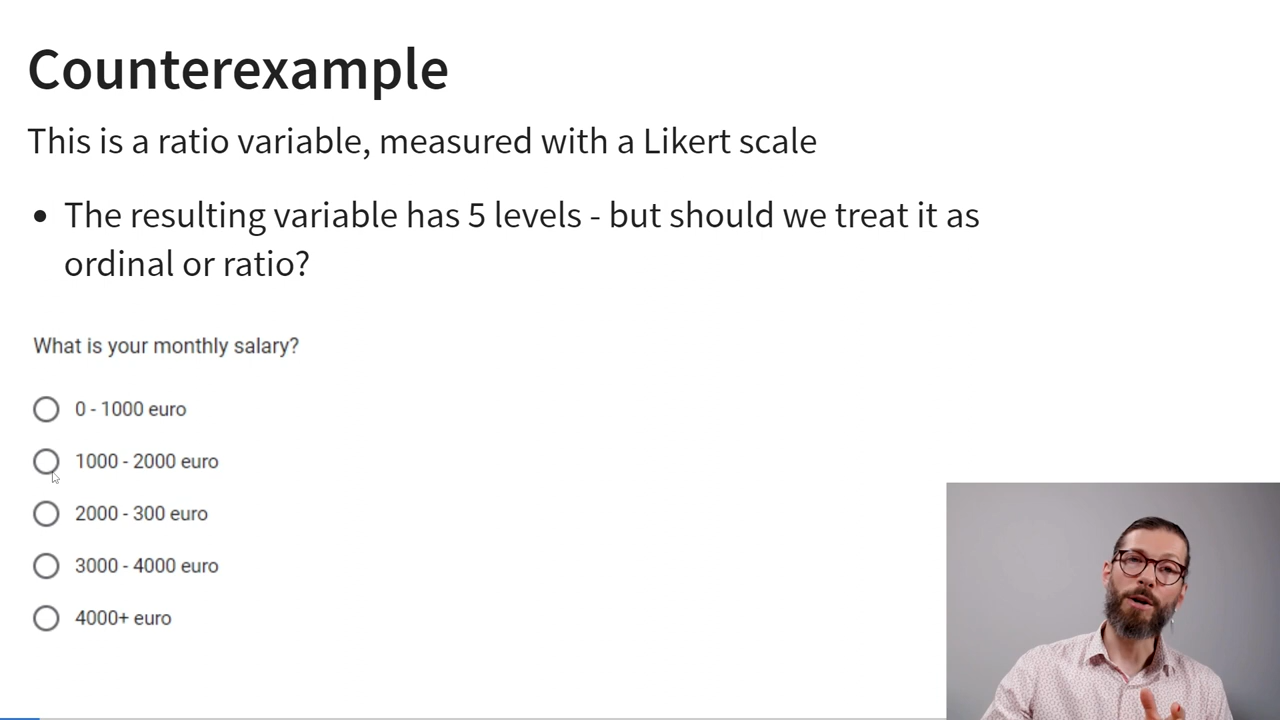 Counterexample
This is a ratio variable, measured with a Likert scale
• The resulting variable has 5 levels - but should we treat it as
ordinal or ratio?
What is your monthly salary?
0 - 1000 euro
1000 - 2000 euro
2000 - 300 euro
3000 - 4000 euro
4000+ euro